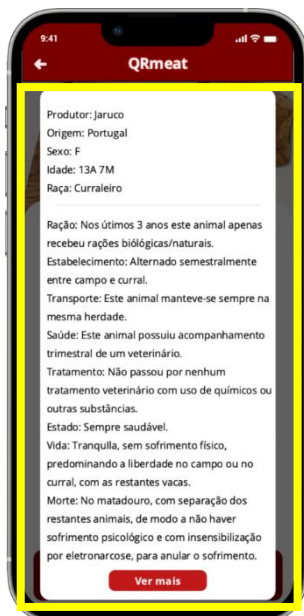 9:41
QRmeat
Produtor: Jaruco
Origem: Portugal
Sexo: F
Idade: 13A 7M
Raça: Curraleiro
Ração: Nos útimos 3 anos este animal apenas
recebeu rações biólógicas/naturais.
Estabelecimento: Alternado semestralmente
entre campo e curral.
Transporte: Este animal manteve-se sempre na
mesma herdade.
Saúde: Este animal possuiu acompanhamento
trimestral de um veterinário.
Tratamento: Não passou por nenhum
tratamento veterinário com uso de químicos ou
outras substâncias.
Estado: Sempre saudável.
Vida: Tranqulla, sem sofrimento físico,
predominando a liberdade no campo ou no
curral, com as restantes vacas.
Morte: No matadouro, com separação dos
restantes animais, de modo a não haver
sofrimento psicológico e com insensibilização
por eletronarcose, para anular o sofrimento.
Ver mais